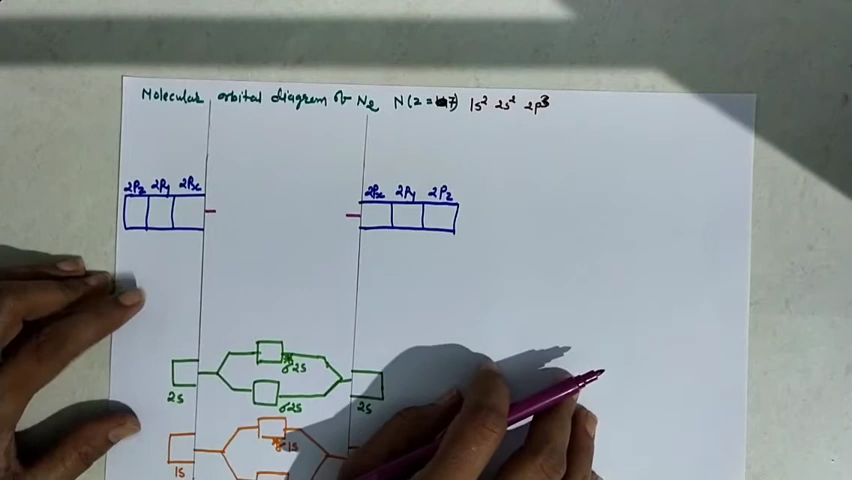 Molecular orbital diagram of N2 N(Z=7) 1s² 2s² 2p³
2Pz 2Py 2Px
2Px 2Py 2Pz
σ*2s
2s σ2s 2s
σ*1s
1s